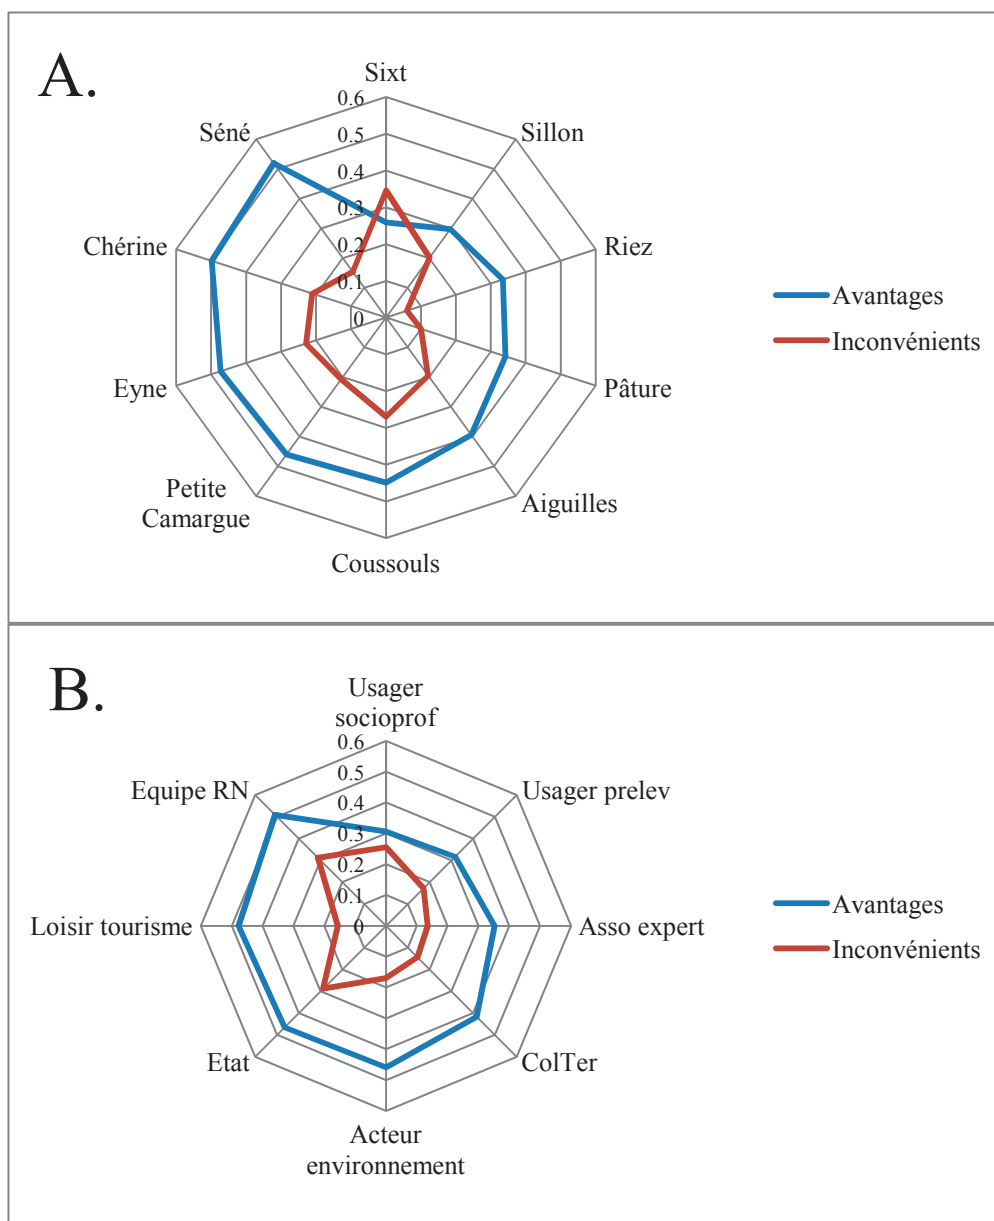 A.
Sixt
0.6
Séné
Sillon
0.5
0.4
0.3
Chérine
Riez
0.2
0.1
0
Avantages
Inconvénients
Eyne
Pâture
Petite
Camargue
Aiguilles
Coussouls
B.
Usager
socioprof
0.6
Equipe RN
Usager prelev
0.5
0.4
0.3
0.2
0.1
Loisir tourisme
0
Asso expert
Avantages
Inconvénients
Etat
ColTer
Acteur
environnement